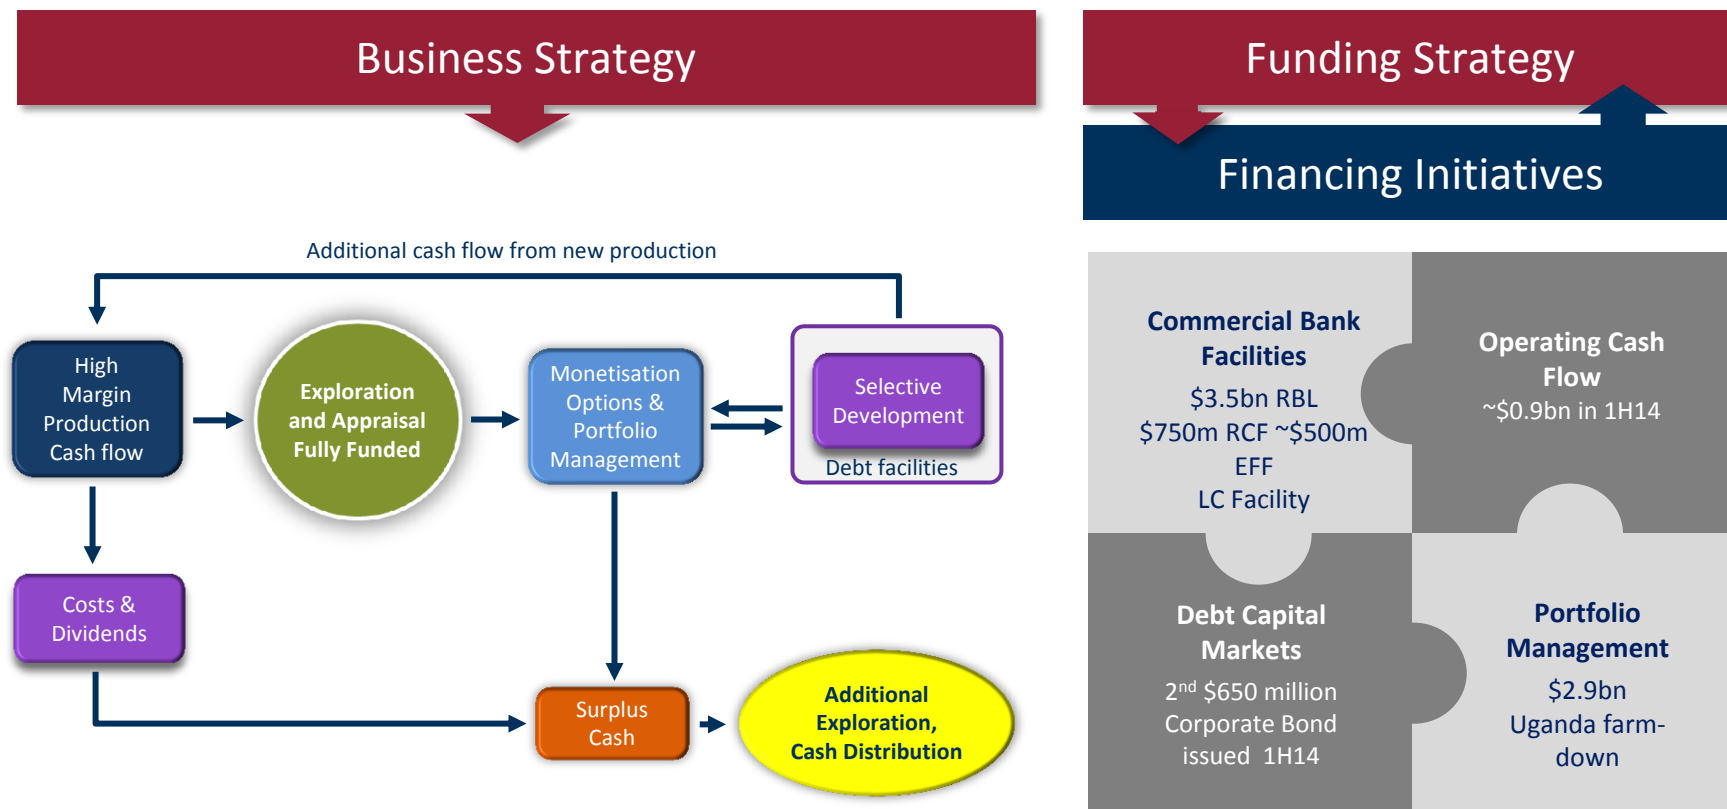 Business Strategy
Funding Strategy
Financing Initiatives
Additional cash flow from new production
High
Margin
Production
Cash flow
Exploration
and Appraisal
Fully Funded
Monetisation
Options &
Portfolio
Management
Selective
Development
Debt facilities
Costs &
Dividends
Surplus
Cash
Additional
Exploration,
Cash Distribution
Commercial Bank
Facilities
$3.5bn RBL
$750m RCF ~$500m
EFF
LC Facility
Operating Cash
Flow
~$0.9bn in 1H14
Debt Capital
Markets
2nd $650 million
Corporate Bond
issued 1H14
Portfolio
Management
$2.9bn
Uganda farm-
down